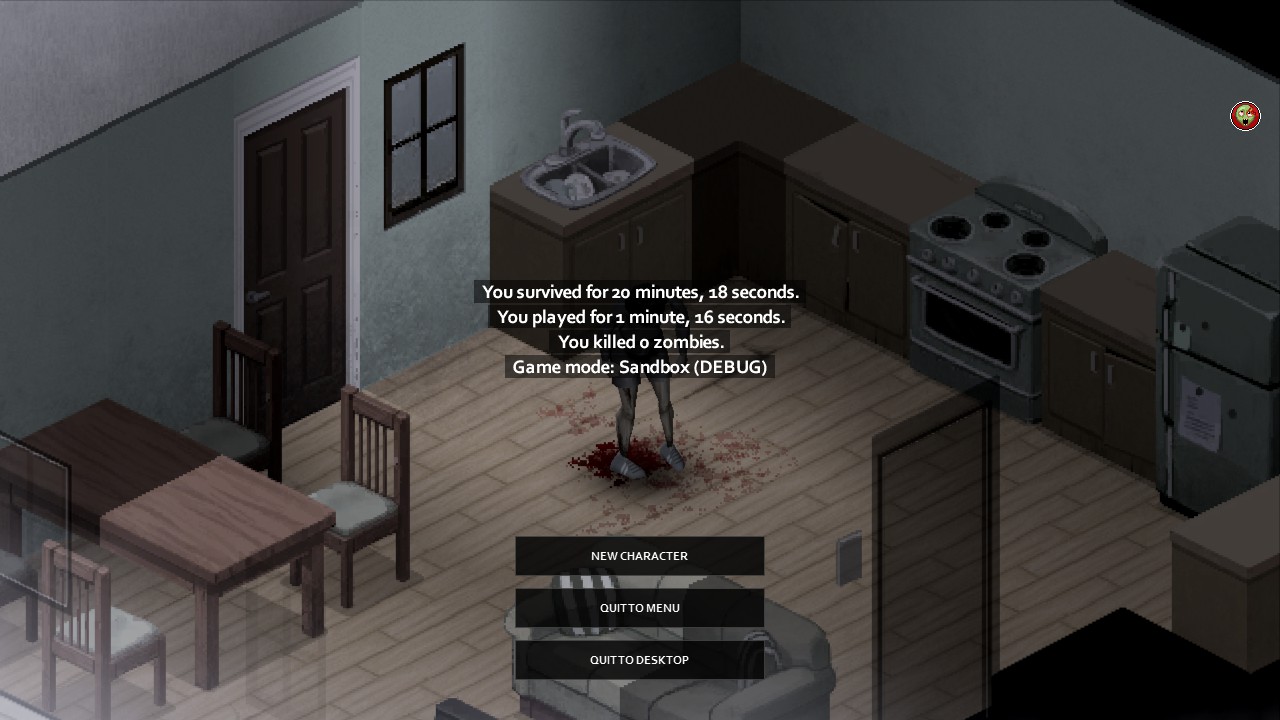 You survived for 20 minutes, 18 seconds.
You played for 1 minute, 16 seconds.
You killed 0 zombies.
Game mode: Sandbox (DEBUG)
NEW CHARACTER
QUIT TO MENU
QUIT TO DESKTOP